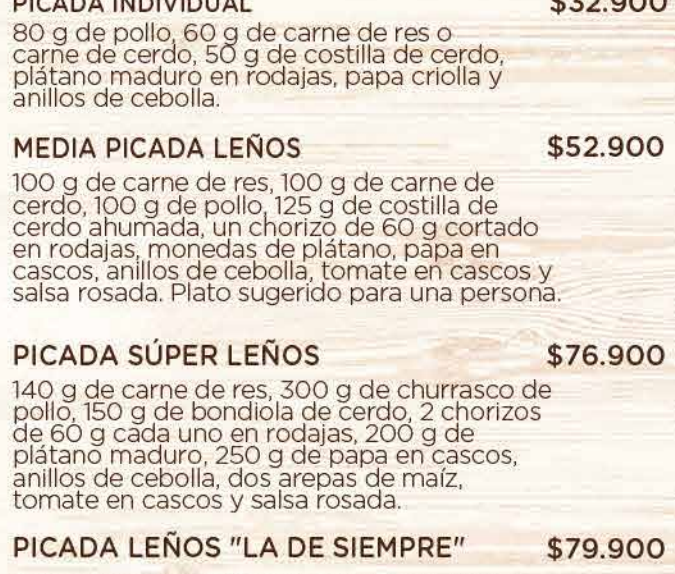 PICADA INDIVIDUAL $32.900
80 g de pollo, 60 g de carne de res o
carne de cerdo, 50 g de costilla de cerdo,
plátano maduro en rodajas, papa criolla y
anillos de cebolla.
MEDIA PICADA LEÑOS $52.900
100 g de carne de res, 100 g de carne de
cerdo, 100 g de pollo, 125 g de costilla de
cerdo ahumada, un chorizo de 60 g cortado
en rodajas, monedas de plátano, papa en
cascos, anillos de cebolla, tomate en cascos y
salsa rosada. Plato sugerido para una persona.
PICADA SÚPER LEÑOS $76.900
140 g de carne de res, 300 g de churrasco de
pollo, 150 g de bondiola de cerdo, 2 chorizos
de 60 g cada uno en rodajas, 200 g de
plátano maduro, 250 g de papa en cascos,
anillos de cebolla, dos arepas de maíz,
tomate en cascos y salsa rosada.
PICADA LEÑOS "LA DE SIEMPRE" $79.900